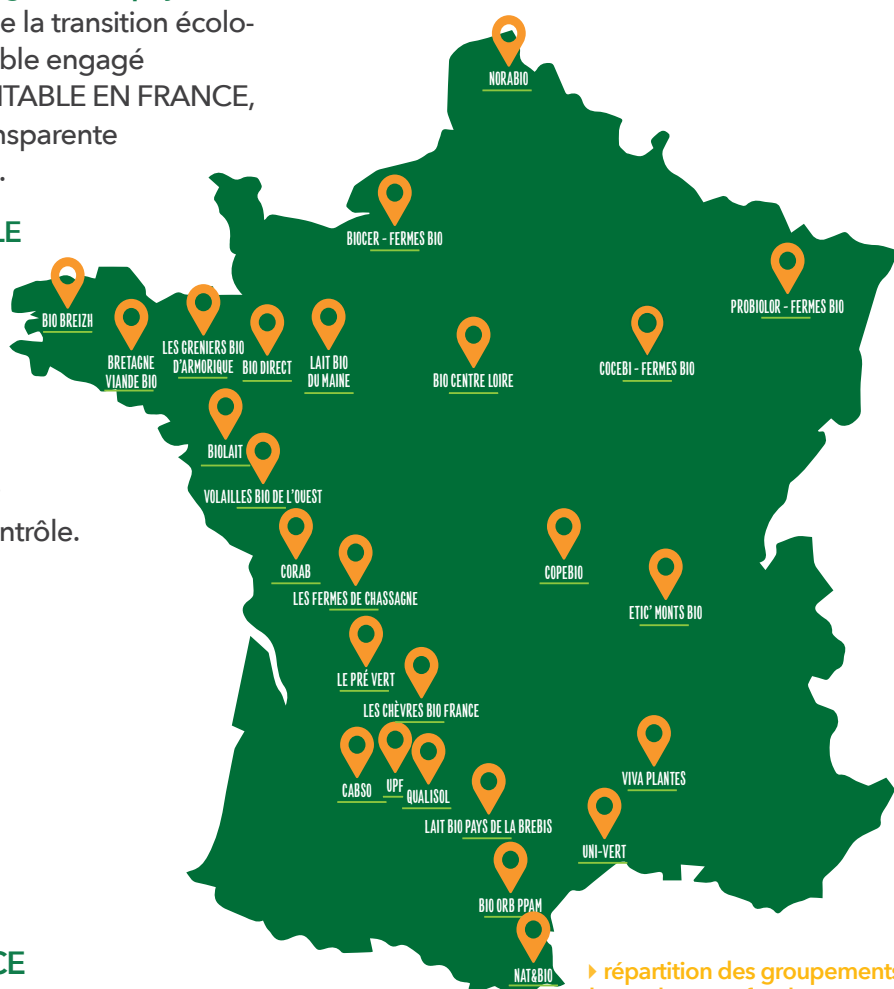 e la transition écolo-
ble engagé
ITABLE EN FRANCE,
nsparente
.
LE
ntrôle.
CE
NORABIO
BIOCER - FERMES BIO
PROBIOLOR - FERMES BIO
BIO BREIZH
BRETAGNE
VIANDE BIO
LES GRENIERS BIO
D'ARMORIQUE
BIO DIRECT
LAIT BIO
DU MAINE
BIO CENTRE LOIRE
COCEBI - FERMES BIO
BIOLAIT
VOLAILLES BIO DE L'OUEST
CORAB
LES FERMES DE CHASSAGNE
COPEBIO
ETIC' MONTS BIO
LE PRÉ VERT
LES CHÈVRES BIO FRANCE
CABSO
UPF
QUALISOL
VIVA PLANTES
LAIT BIO PAYS DE LA BREBIS
UNI-VERT
BIO ORB PPAM
NAT&BIO
répartition des groupements